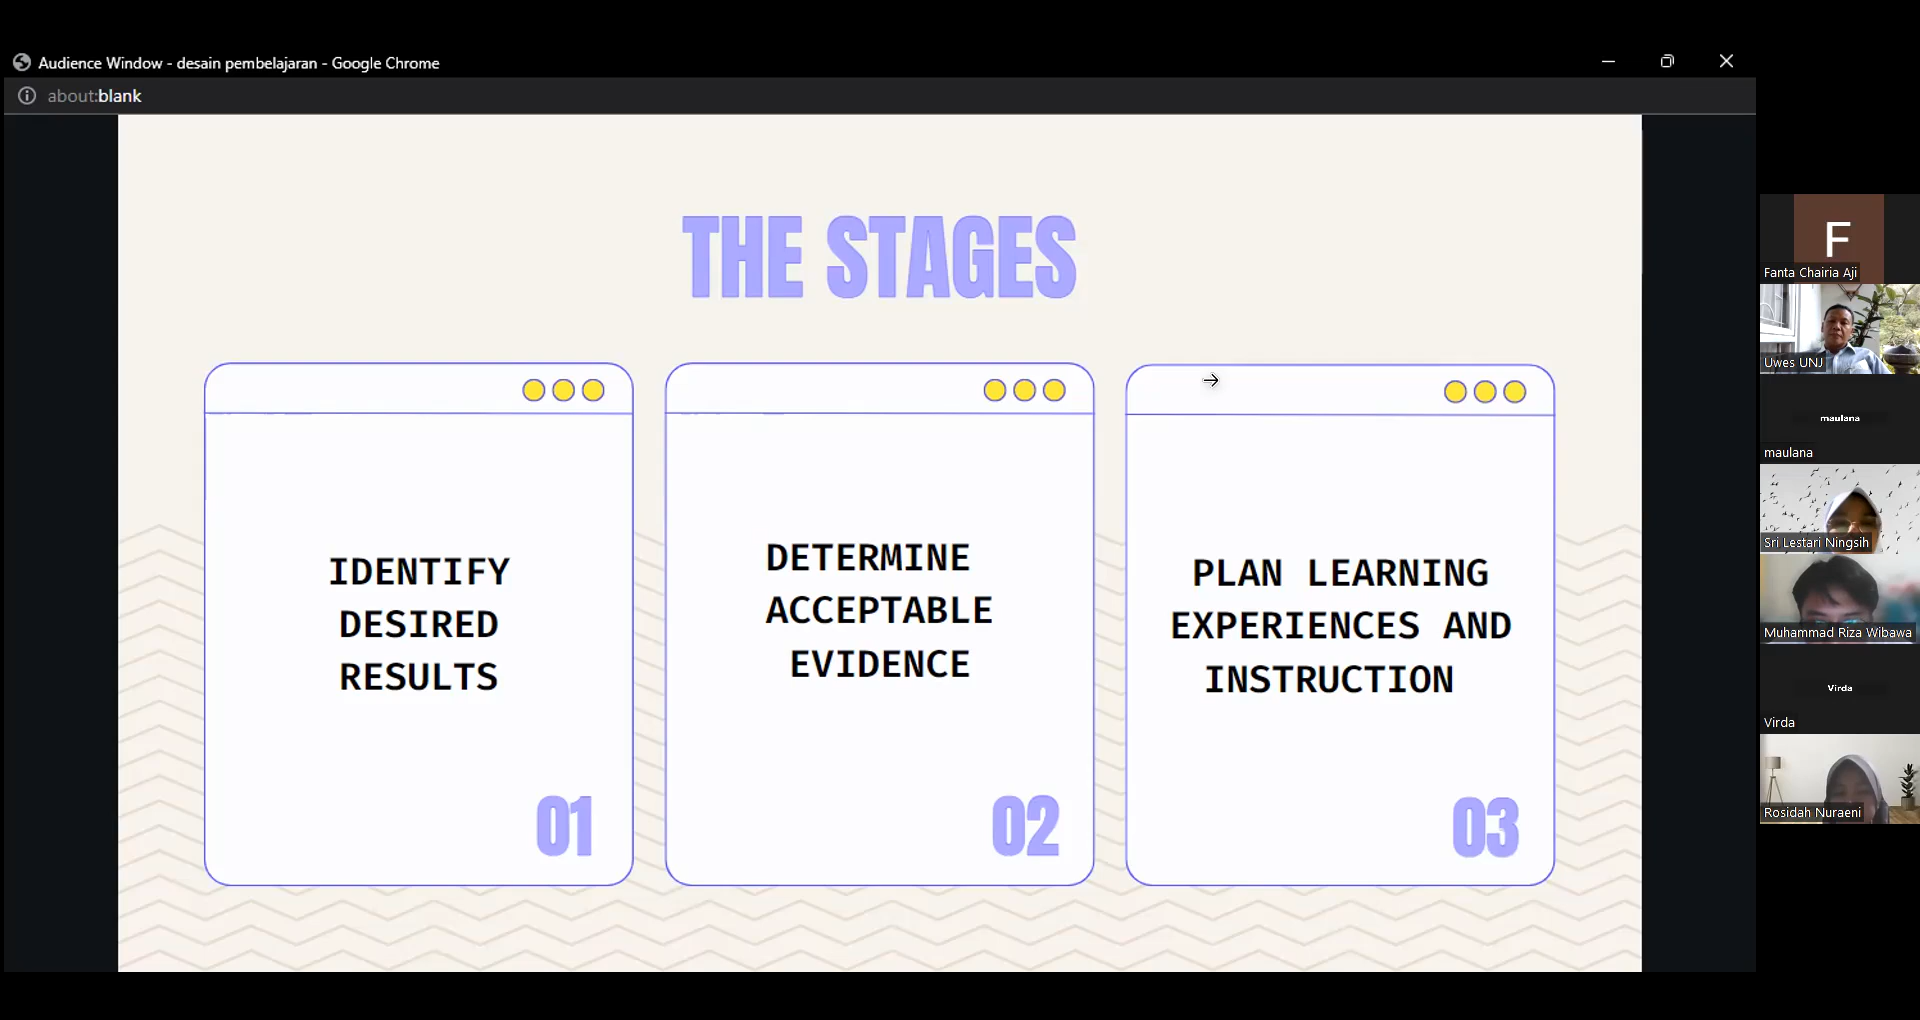 Audience Window - desain pembelajaran - Google Chrome
about:blank
THE STAGES
IDENTIFY
DESIRED
RESULTS
01
DETERMINE
ACCEPTABLE
EVIDENCE
02
PLAN LEARNING
EXPERIENCES AND
INSTRUCTION
03
F
Fanta Chairia Aji
Uwes UNJ
maulana
maulana
Sri Lestari Ningsih
Muhammad Riza Wibawa
Virda
Virda
Rosidah Nuraeni